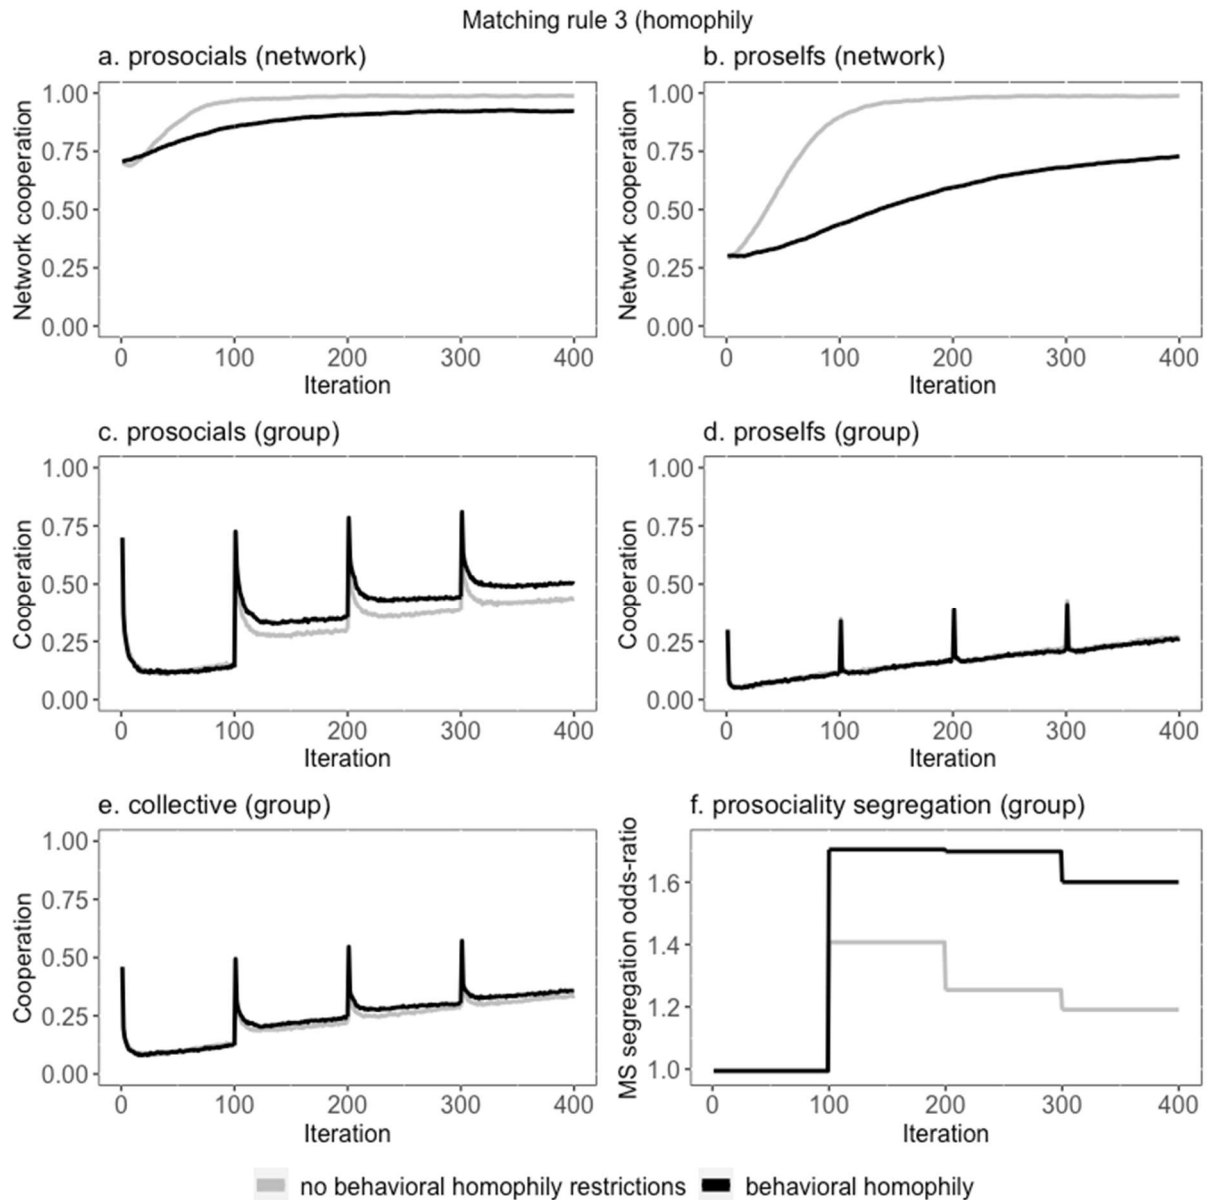 Matching rule 3 (homophily
a. prosocials (network)
Network cooperation
1.00
0.75
0.50
0.25
0.00
0 100 200 300 400
Iteration
b. proselfs (network)
Network cooperation
1.00
0.75
0.50
0.25
0.00
0 100 200 300 400
Iteration
c. prosocials (group)
Cooperation
1.00
0.75
0.50
0.25
0.00
0 100 200 300 400
Iteration
d. proselfs (group)
Cooperation
1.00
0.75
0.50
0.25
0.00
0 100 200 300 400
Iteration
e. collective (group)
Cooperation
1.00
0.75
0.50
0.25
0.00
0 100 200 300 400
Iteration
f. prosociality segregation (group)
MS segregation odds-ratio
1.6
1.4
1.2
1.0
0 100 200 300 400
Iteration
no behavioral homophily restrictions behavioral homophily